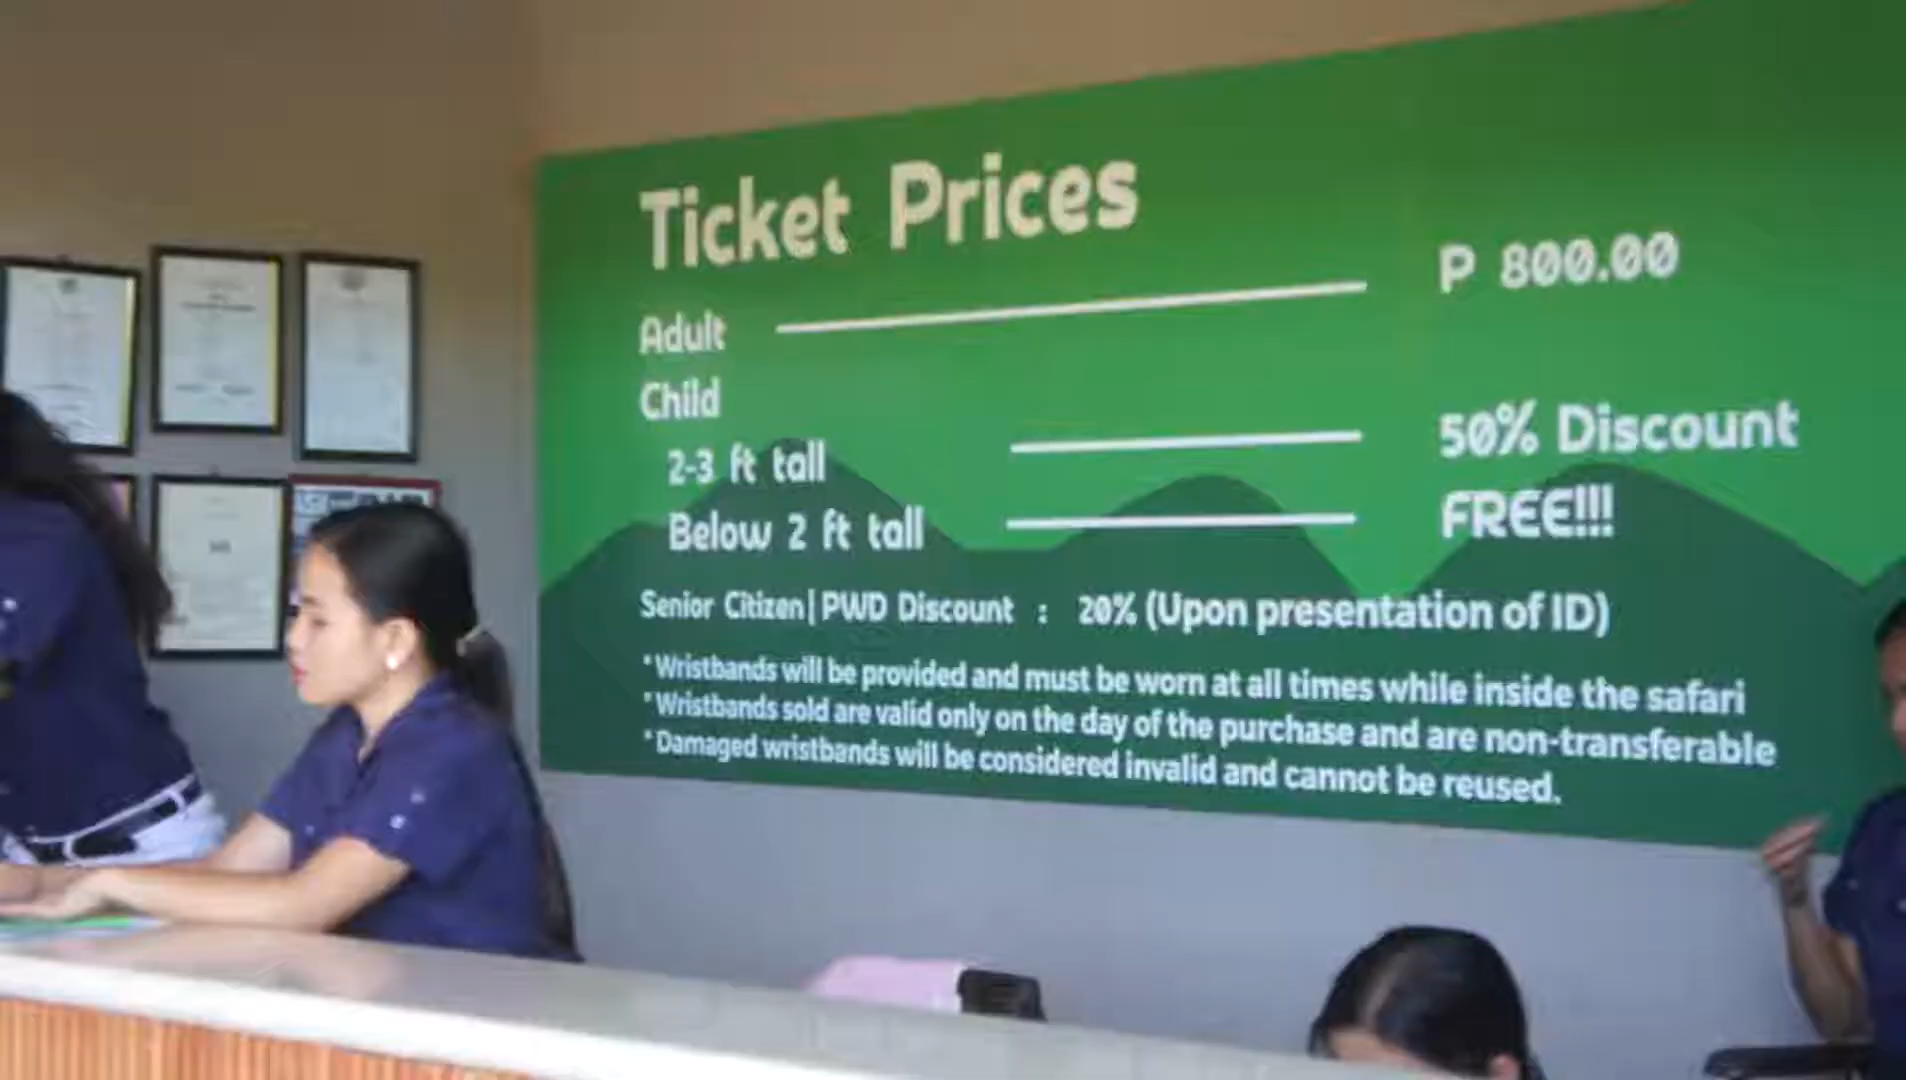 Ticket Prices
Adult P 800.00
Child
2-3 ft tall 50% Discount
Below 2 ft tall FREE!!!
Senior Citizen | PWD Discount : 20% (Upon presentation of ID)
* Wristbands will be provided and must be worn at all times while inside the safari
* Wristbands sold are valid only on the day of the purchase and are non-transferable
* Damaged wristbands will be considered invalid and cannot be reused.